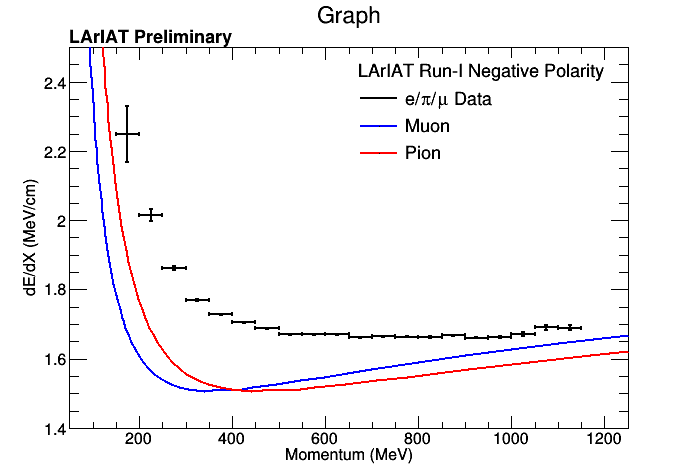 Graph
LArIAT Preliminary
LArIAT Run-I Negative Polarity
e/π/μ Data
Muon
Pion
dE/dX (MeV/cm)
2.4
2.2
2
1.8
1.6
1.4
200 400 600 800 1000 1200
Momentum (MeV)